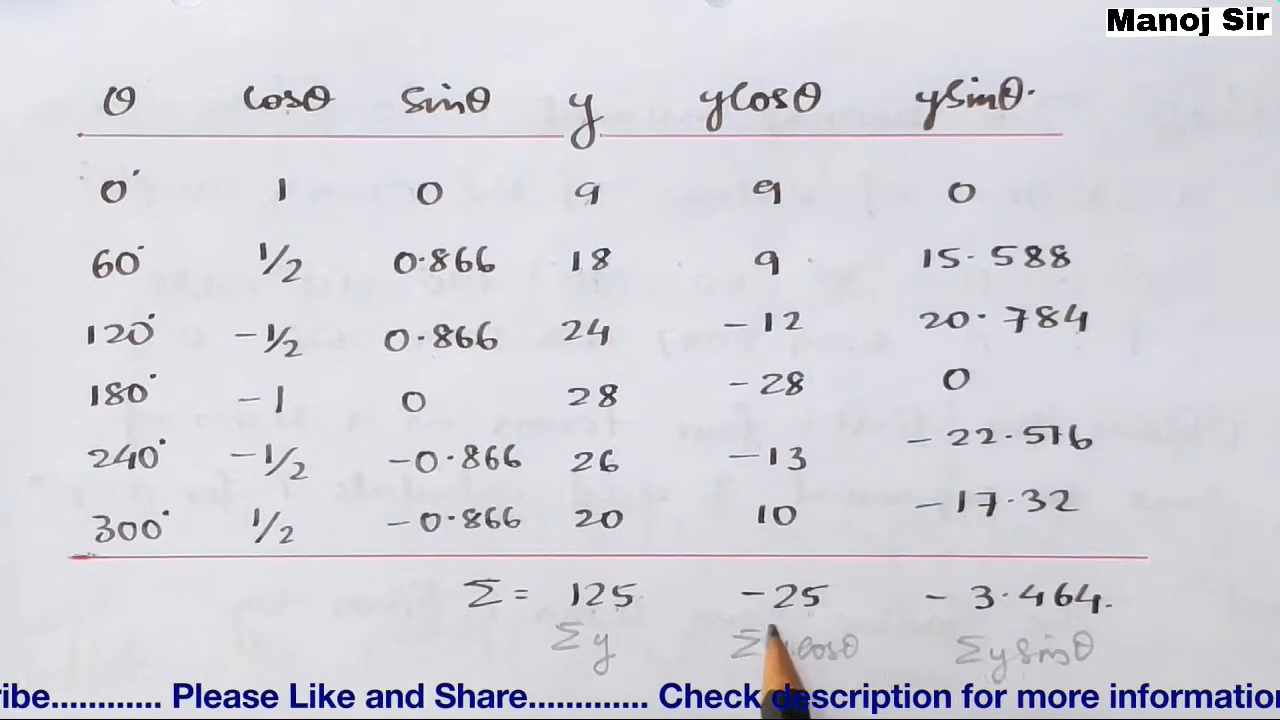 Manoj Sir
θ cosθ sinθ y ycosθ ysinθ.
0° 1 0 9 9 0
60° 1/2 0.866 18 9 15.588
120° -1/2 0.866 24 -12 20.784
180° -1 0 28 -28 0
240° -1/2 -0.866 26 -13 -22.516
300° 1/2 -0.866 20 10 -17.32
Σ = 125 -25 -3.464.
Σy Σycosθ Σysinθ
ribe............ Please Like and Share............. Check description for more informatio